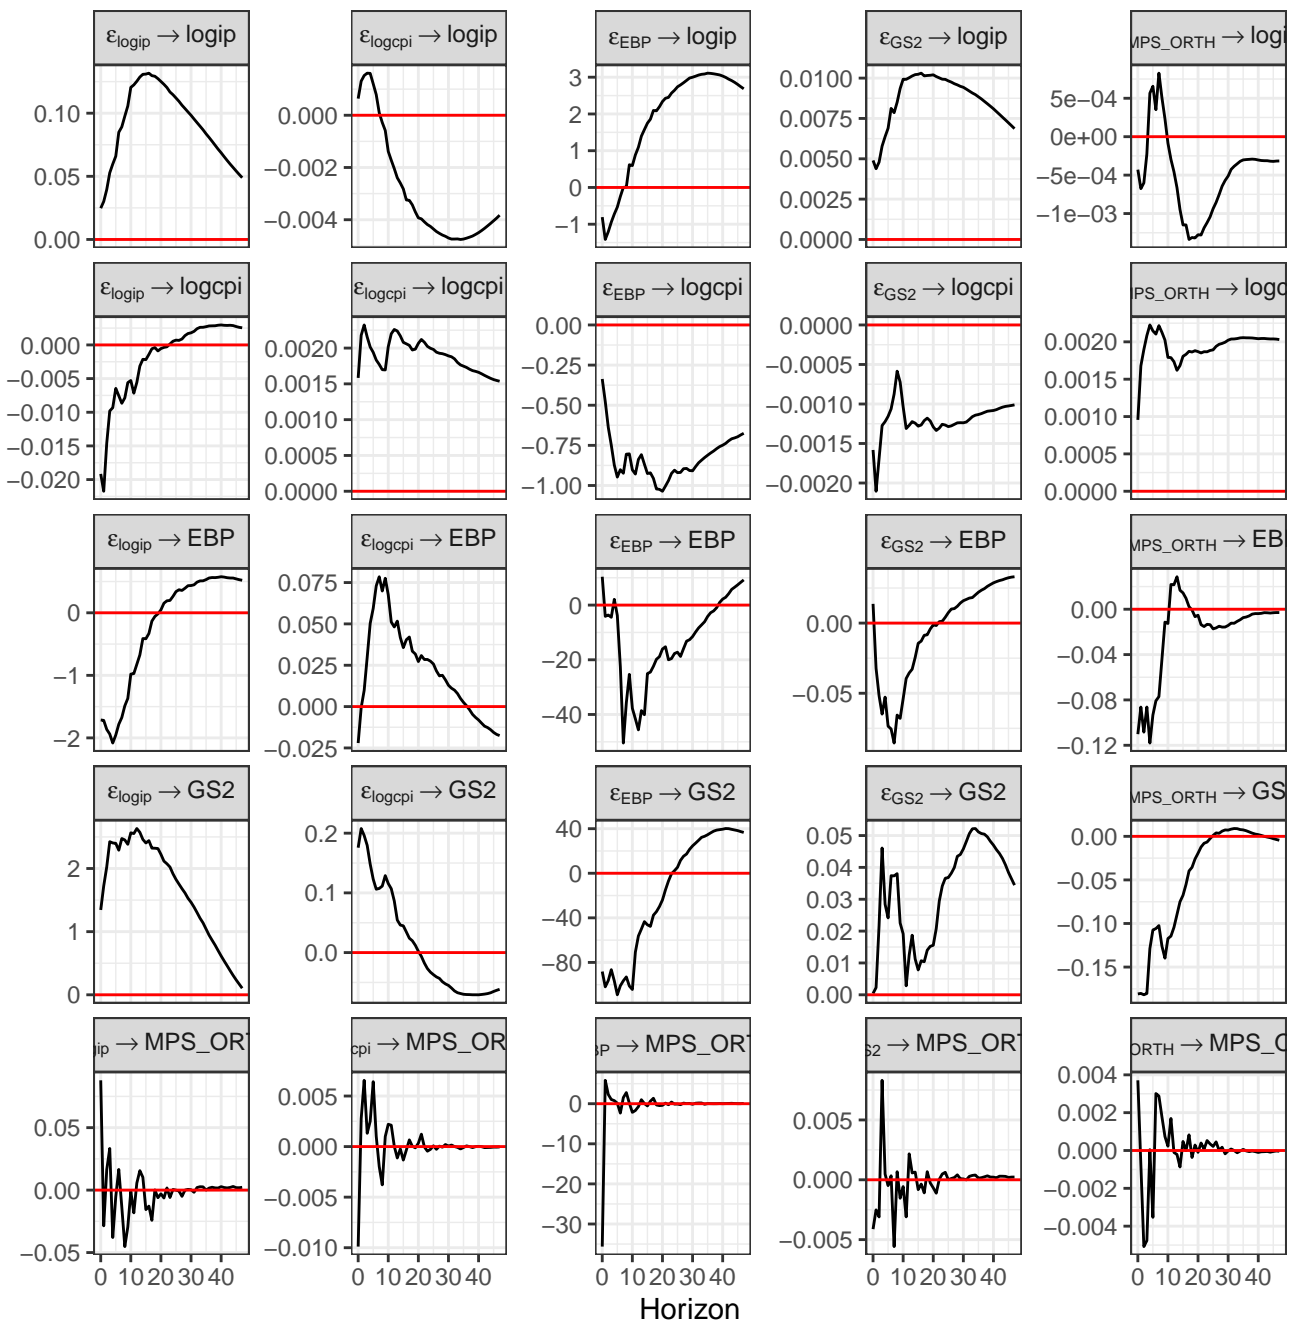 εlogip → logip
εlogcpi → logip
εEBP → logip
εGS2 → logip
MPS_ORTH → logi
0.10
0.05
0.00
0.000
−0.002
−0.004
3
2
1
0
−1
0.0100
0.0075
0.0050
0.0025
0.0000
5e−04
0e+00
−5e−04
−1e−03
εlogip → logcpi
εlogcpi → logcpi
εEBP → logcpi
εGS2 → logcpi
MPS_ORTH → logc
0.000
−0.005
−0.010
−0.015
−0.020
0.0020
0.0015
0.0010
0.0005
0.0000
0.00
−0.25
−0.50
−0.75
−1.00
0.0000
−0.0005
−0.0010
−0.0015
−0.0020
0.0020
0.0015
0.0010
0.0005
0.0000
εlogip → EBP
εlogcpi → EBP
εEBP → EBP
εGS2 → EBP
MPS_ORTH → EB
0
−1
−2
0.075
0.050
0.025
0.000
−0.025
0
−20
−40
0.00
−0.05
0.00
−0.04
−0.08
−0.12
εlogip → GS2
εlogcpi → GS2
εEBP → GS2
εGS2 → GS2
MPS_ORTH → GS
2
1
0
0.2
0.1
0.0
40
0
−40
−80
0.05
0.04
0.03
0.02
0.01
0.00
0.00
−0.05
−0.10
−0.15
gip → MPS_ORT
cpi → MPS_OR
BP → MPS_ORT
S2 → MPS_ORT
ORTH → MPS_O
0.05
0.00
−0.05
0.005
0.000
−0.005
−0.010
0
−10
−20
−30
0.005
0.000
−0.005
0.004
0.002
0.000
−0.002
−0.004
0 10 20 30 40
0 10 20 30 40
0 10 20 30 40
0 10 20 30 40
0 10 20 30 40
Horizon